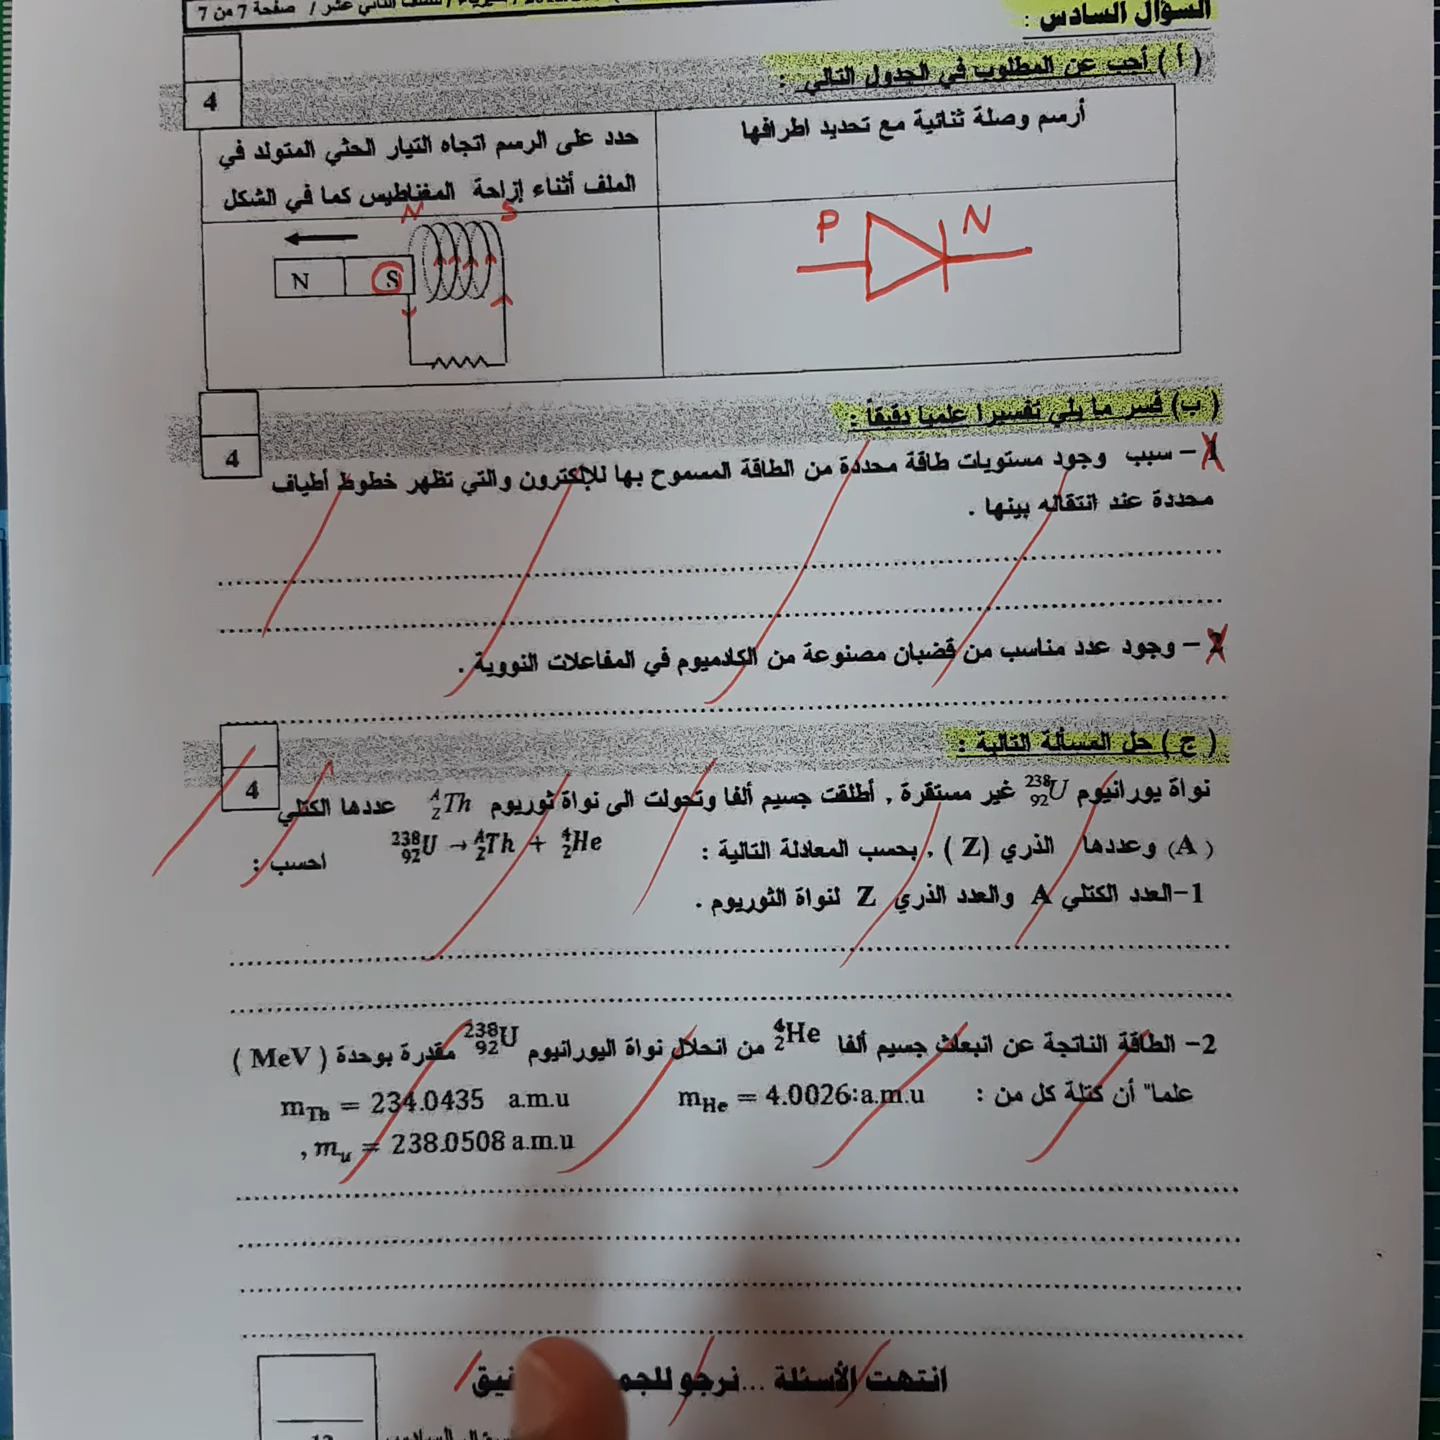 فيزياء / للصف الثاني عشر / صفحة 7 من 7
السؤال السادس :
( أ ) أجب عن المطلوب في الجدول التالي :
4
أرسم وصلة ثنائية مع تحديد اطرافها
حدد على الرسم اتجاه التيار الحثي المتولد في
الملف أثناء إزاحة المغناطيس كما في الشكل
P N
N S
N S
( ب ) فسر ما يلي تفسيرا علميا دقيقاً :
4
1 – سبب وجود مستويات طاقة محددة من الطاقة المسموح بها للإلكترون والتي تظهر خطوط أطياف
محددة عند انتقاله بينها .
2 – وجود عدد مناسب من قضبان مصنوعة من الكادميوم في المفاعلات النووية .
( ج ) حل المسألة التالية :
4
نواة يورانيوم ²³⁸₉₂U غير مستقرة , أطلقت جسيم ألفا وتحولت الى نواة ثوريوم ᴬ₂Th عددها الكتلي
( A ) وعددها الذري ( Z ) , بحسب المعادلة التالية : ²³⁸₉₂U → ᴬ₂Th + ⁴₂He احسب :
1-العدد الكتلي A والعدد الذري Z لنواة الثوريوم .
2- الطاقة الناتجة عن انبعاث جسيم ألفا ⁴₂He من انحلال نواة اليورانيوم ²³⁸₉₂U مقدرة بوحدة ( MeV )
علما" أن كتلة كل من : m_He = 4.0026:a.m.u m_Th = 234.0435 a.m.u
, m_u = 238.0508 a.m.u
انتهت الأسئلة ...نرجو
12